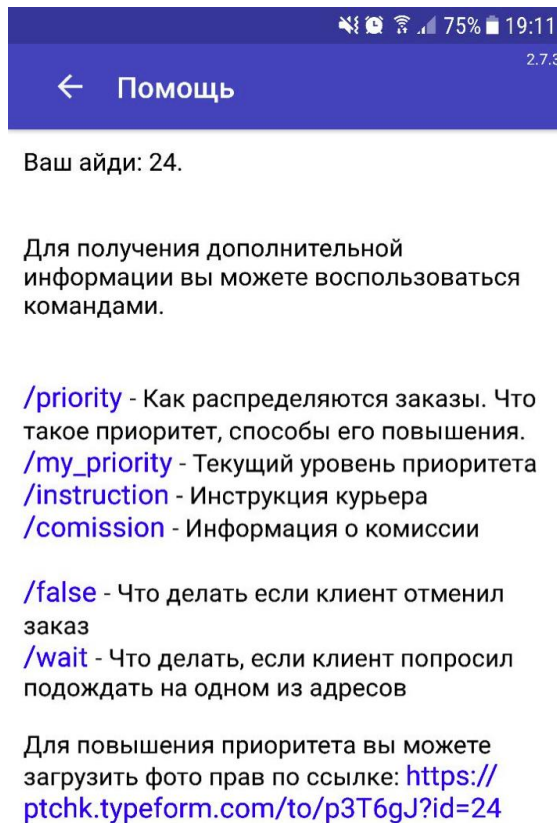 75% 19:11
2.7.3
Помощь
Ваш айди: 24.
Для получения дополнительной
информации вы можете воспользоваться
командами.
/priority - Как распределяются заказы. Что
такое приоритет, способы его повышения.
/my_priority - Текущий уровень приоритета
/instruction - Инструкция курьера
/comission - Информация о комиссии
/false - Что делать если клиент отменил
заказ
/wait - Что делать, если клиент попросил
подождать на одном из адресов
Для повышения приоритета вы можете
загрузить фото прав по ссылке: https://
ptchk.typeform.com/to/p3T6gJ?id=24